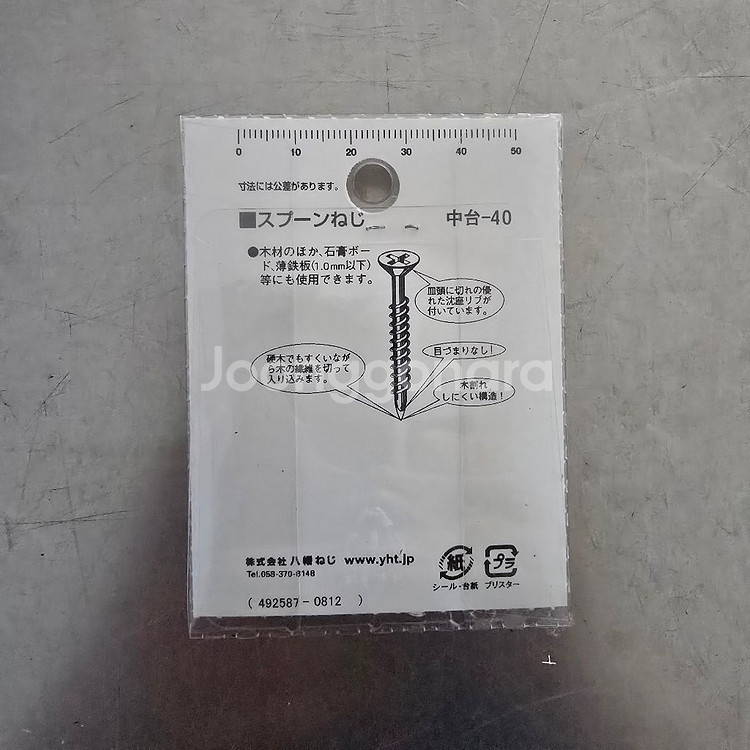 0 10 20 30 40 50
寸法には公差があります。
■スプーンねじ 中台-40
●木材のほか、石膏ボー
ド、薄鉄板(1.0mm以下)
等にも使用できます。
皿頭に切れの優
れた沈座リブが
付いています。
目づまりなし!
硬木でもすくいなが
ら木の繊維を切って
入り込みます。
木割れ
しにくい構造!
Joonggonara
株式会社 八幡ねじ www.yht.jp
Tel.058-370-8148
紙 プラ
シール・台紙 ブリスター
( 492587-0812 )